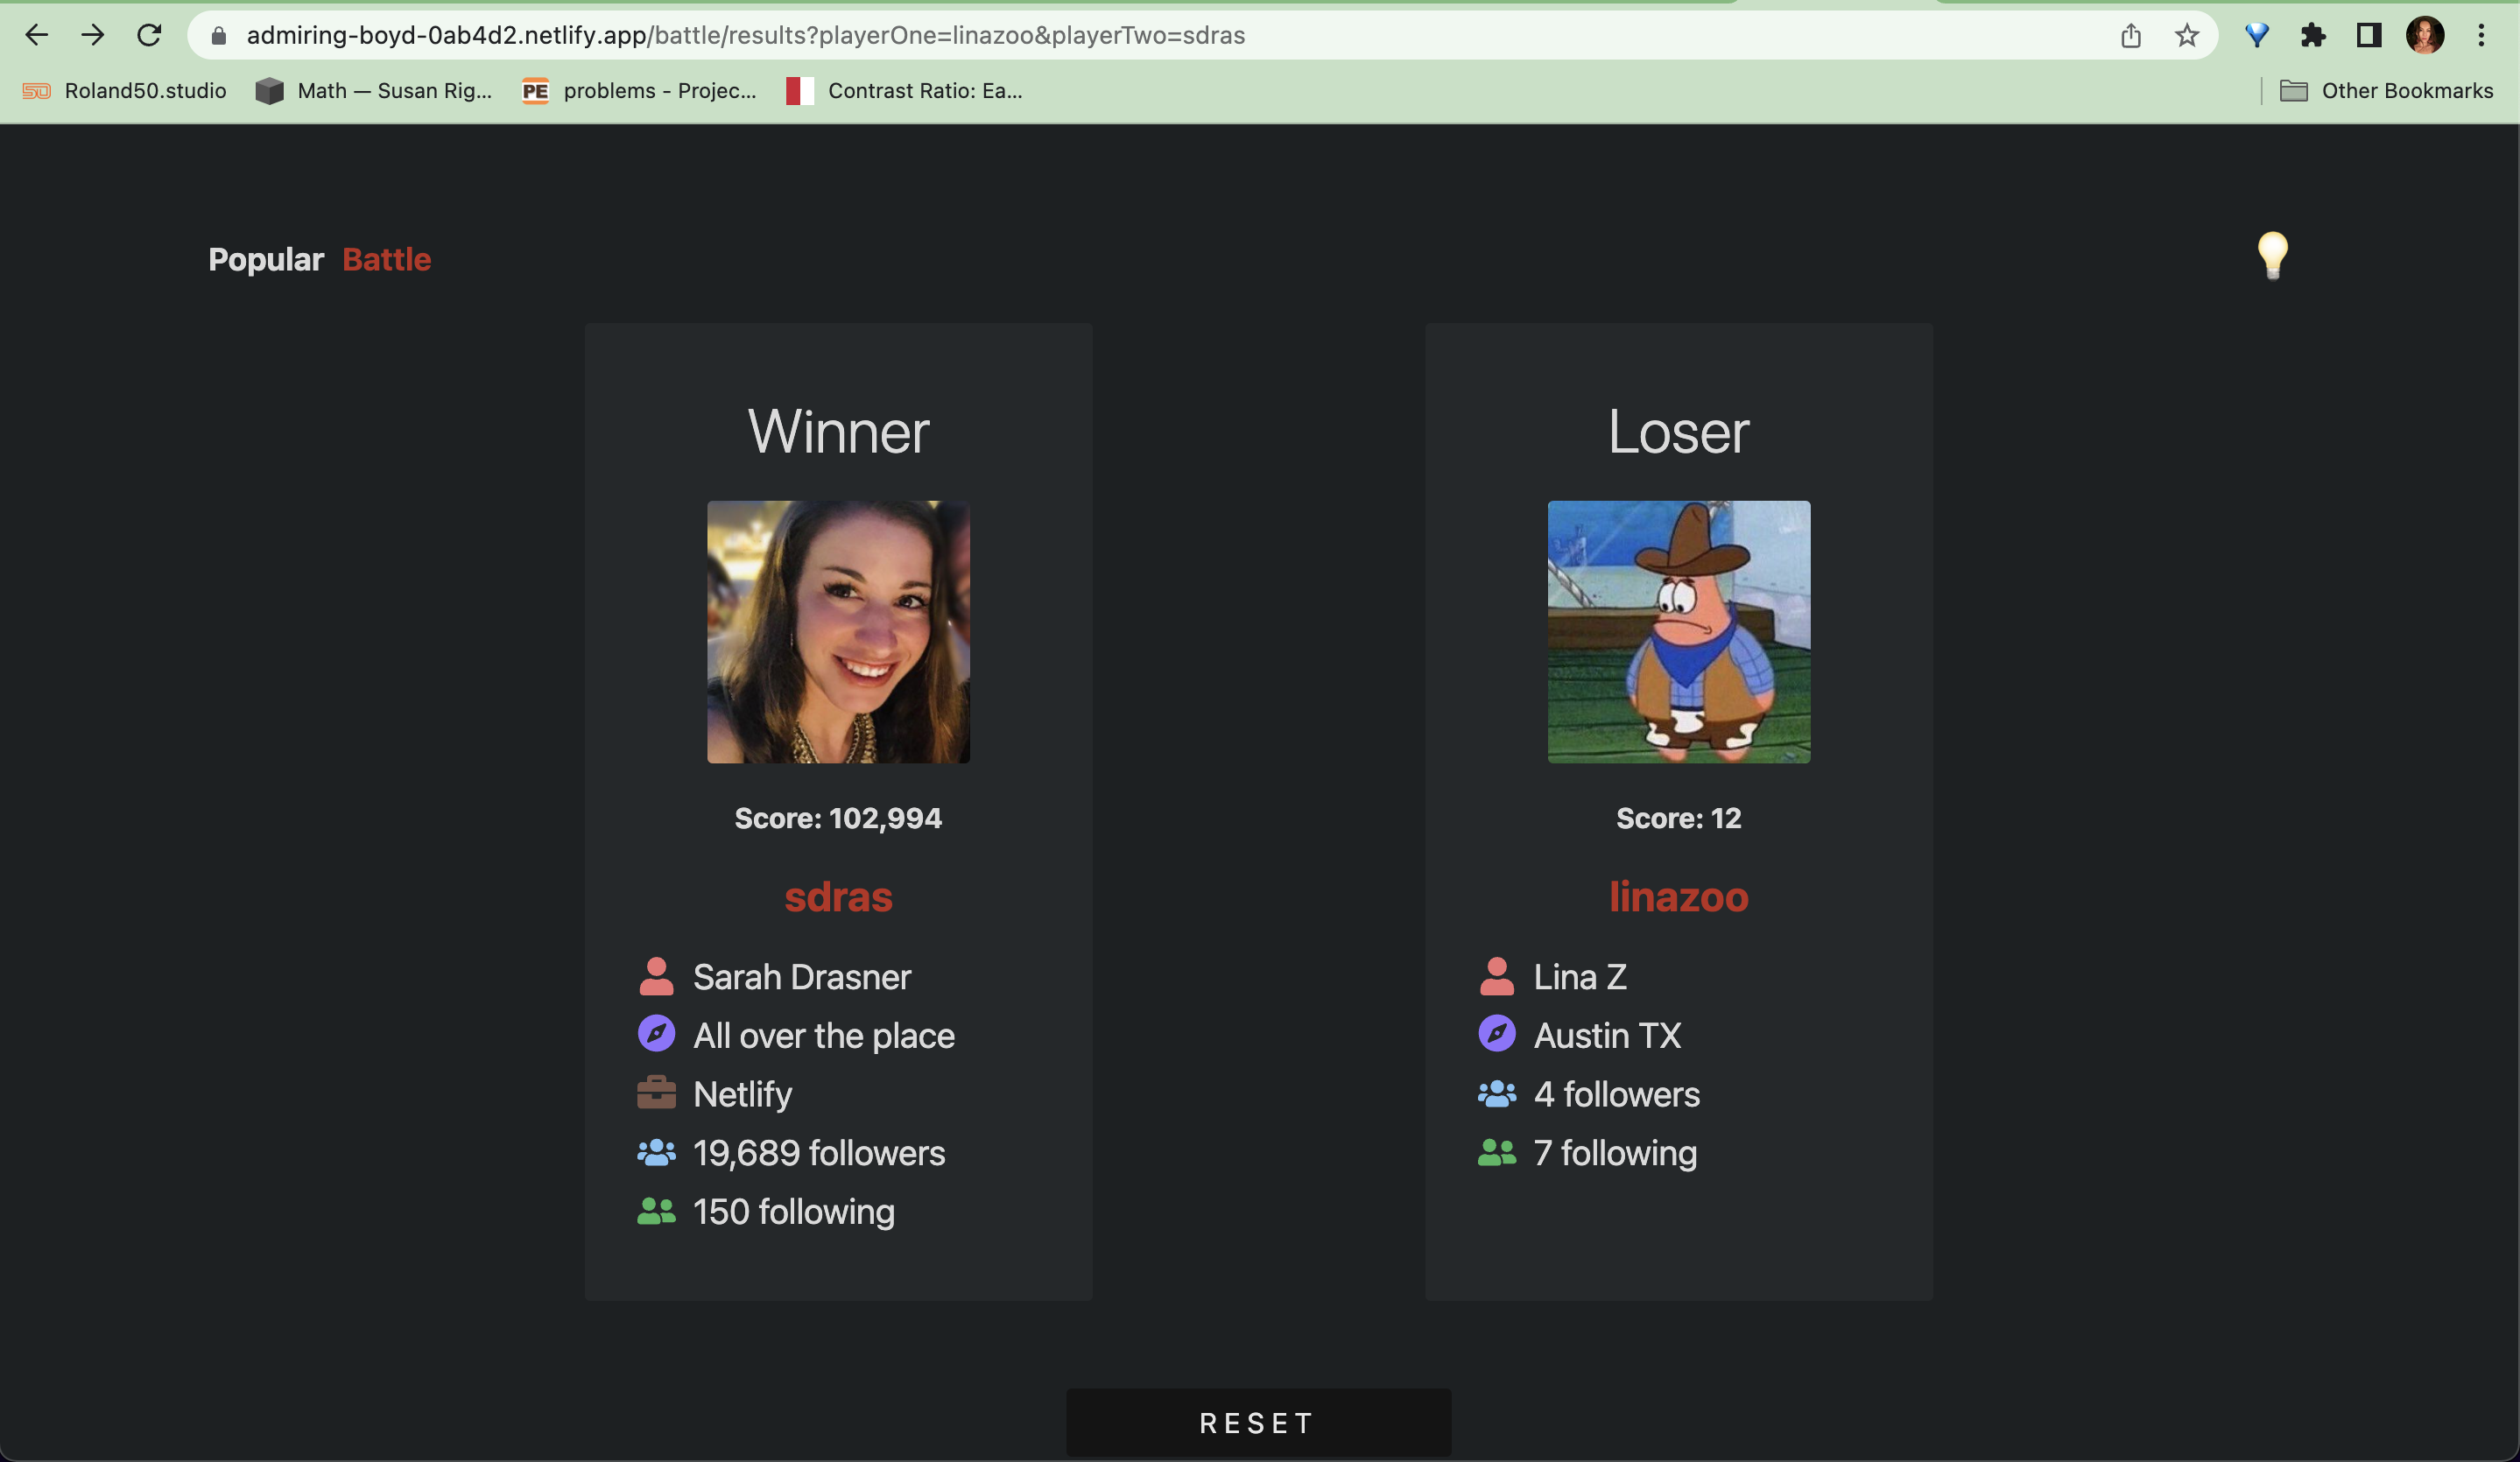 admiring-boyd-0ab4d2.netlify.app/battle/results?playerOne=linazoo&playerTwo=sdras
50 Roland50.studio Math — Susan Rig... PE problems - Projec... Contrast Ratio: Ea... Other Bookmarks
Popular Battle
Winner
Score: 102,994
sdras
Sarah Drasner
All over the place
Netlify
19,689 followers
150 following
Loser
Score: 12
linazoo
Lina Z
Austin TX
4 followers
7 following
RESET